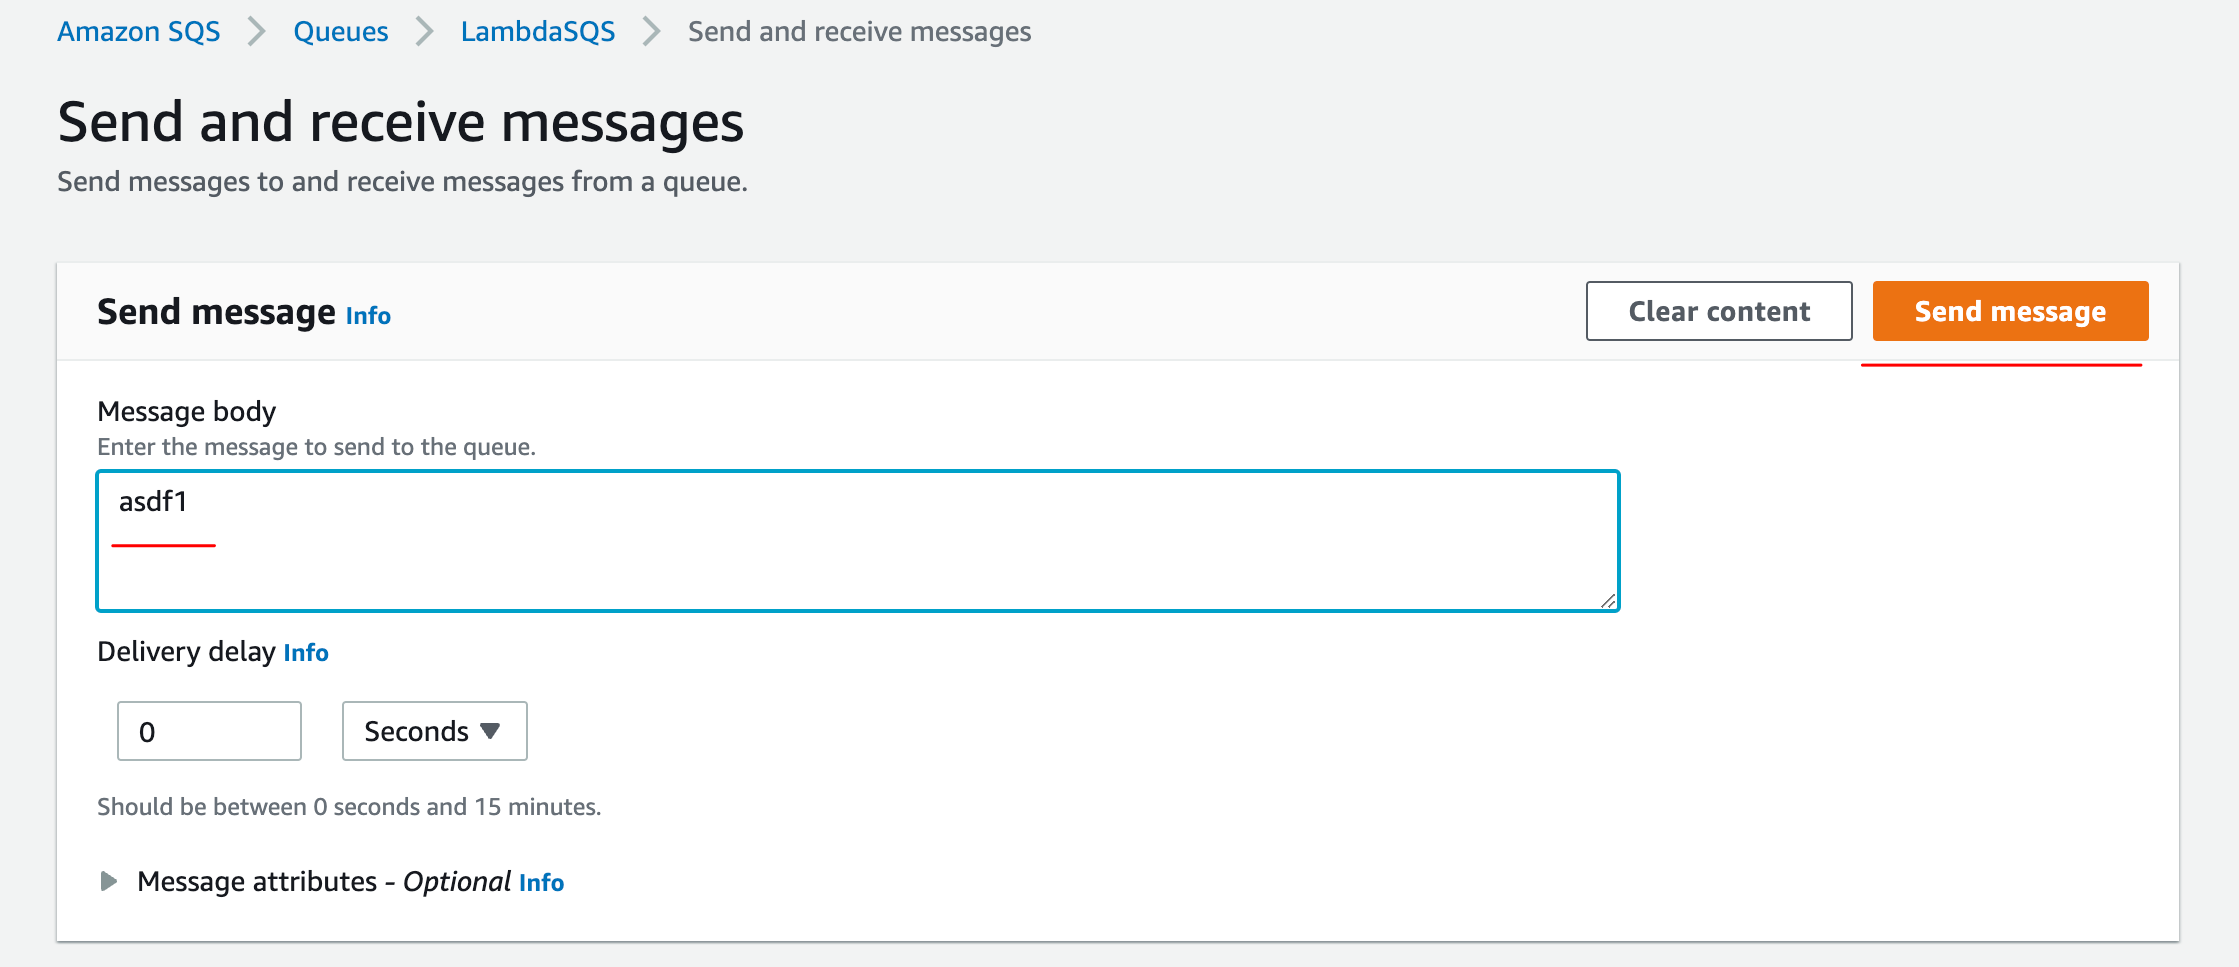 Amazon SQS Queues LambdaSQS Send and receive messages
Send and receive messages
Send messages to and receive messages from a queue.
Send message Info Clear content Send message
Message body
Enter the message to send to the queue.
asdf1
Delivery delay Info
0 Seconds
Should be between 0 seconds and 15 minutes.
Message attributes - Optional Info